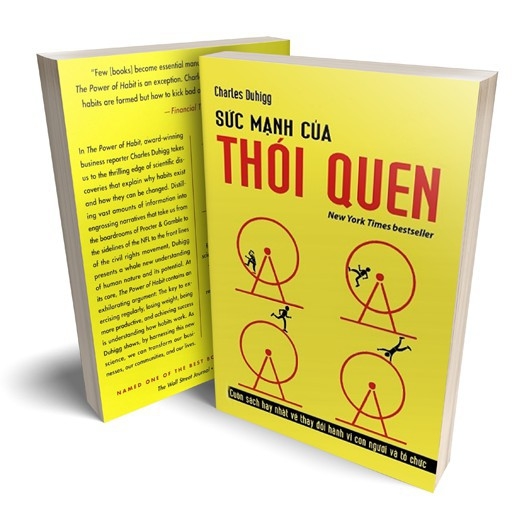 "Few [books] become essential
The Power of Habit is an exception.
habits are formed but how to kick bad
— Financial
In The Power of Habit, award-winning
business reporter Charles Duhigg takes
us to the thrilling edge of scientific dis-
coveries that explain why habits exist
and how they can be changed. Distill-
ing vast amounts of information into
engrossing narratives that take us from
the boardrooms of Procter & Gamble to
the sidelines of the NFL to the front lines
of the civil rights movement, Duhigg
presents a whole new understanding
of human nature and its potential. At
its core, The Power of Habit contains an
exhilarating argument: The key to ex-
ercising regularly, losing weight, being
more productive, and achieving success
is understanding how habits work. As
Duhigg shows, by harnessing this new
science, we can transform our busi-
nesses, our communities, and our lives.
NAMED ONE OF THE BEST
The Wall Street Journal
Charles Duhigg
SỨC MẠNH CỦA
THÓI QUEN
New York Times bestseller
Cuốn sách hay nhất về thay đổi hành vi con người và tổ chức